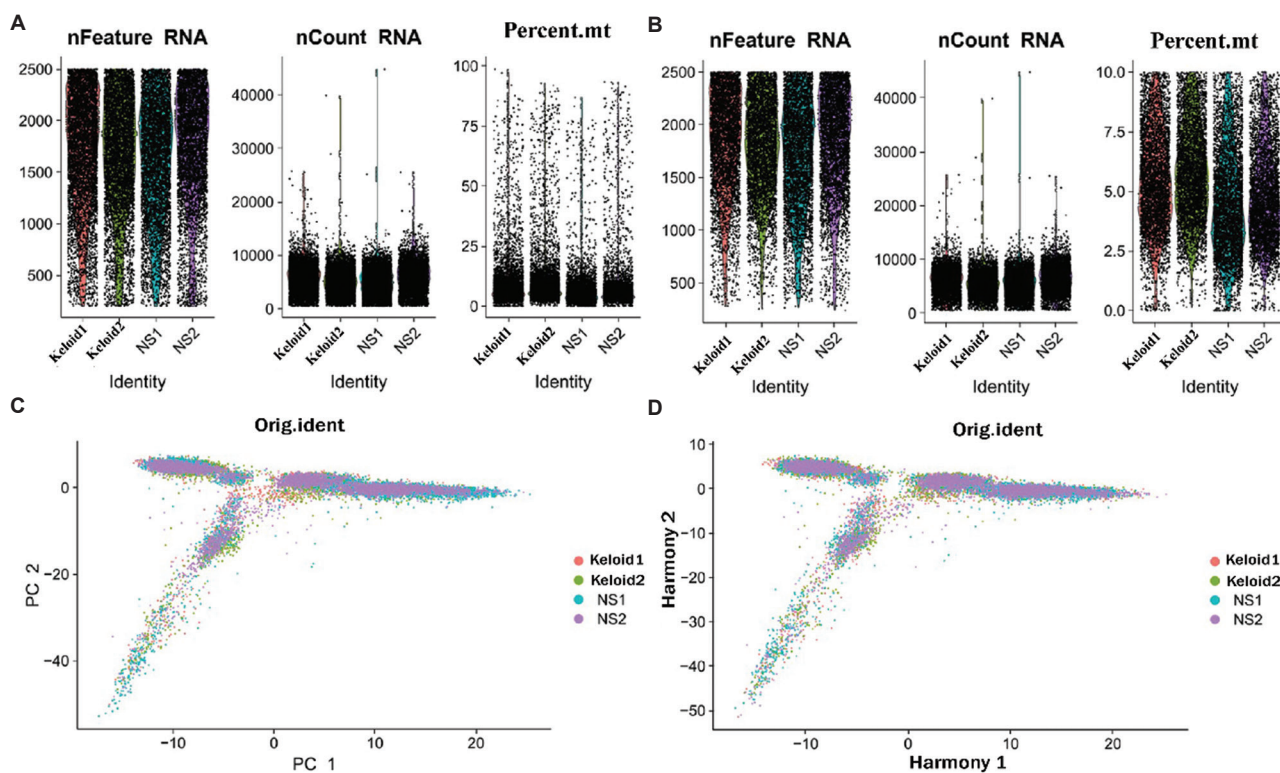 A
nFeature RNA
2500
2000
1500
1000
500
Keloid1
Keloid2
NS1
NS2
Identity
nCount RNA
40000
30000
20000
10000
0
Keloid1
Keloid2
NS1
NS2
Identity
Percent.mt
100
75
50
25
0
Keloid1
Keloid2
NS1
NS2
Identity
B
nFeature RNA
2500
2000
1500
1000
500
Keloid1
Keloid2
NS1
NS2
Identity
nCount RNA
40000
30000
20000
10000
0
Keloid1
Keloid2
NS1
NS2
Identity
Percent.mt
10.0
7.5
5.0
2.5
0.0
Keloid1
Keloid2
NS1
NS2
Identity
C
Orig.ident
PC 2
0
−20
−40
−10
0
10
20
PC 1
Keloid1
Keloid2
NS1
NS2
D
Orig.ident
Harmony 2
10
0
−10
−20
−30
−40
−50
−10
0
10
20
Harmony 1
Keloid1
Keloid2
NS1
NS2